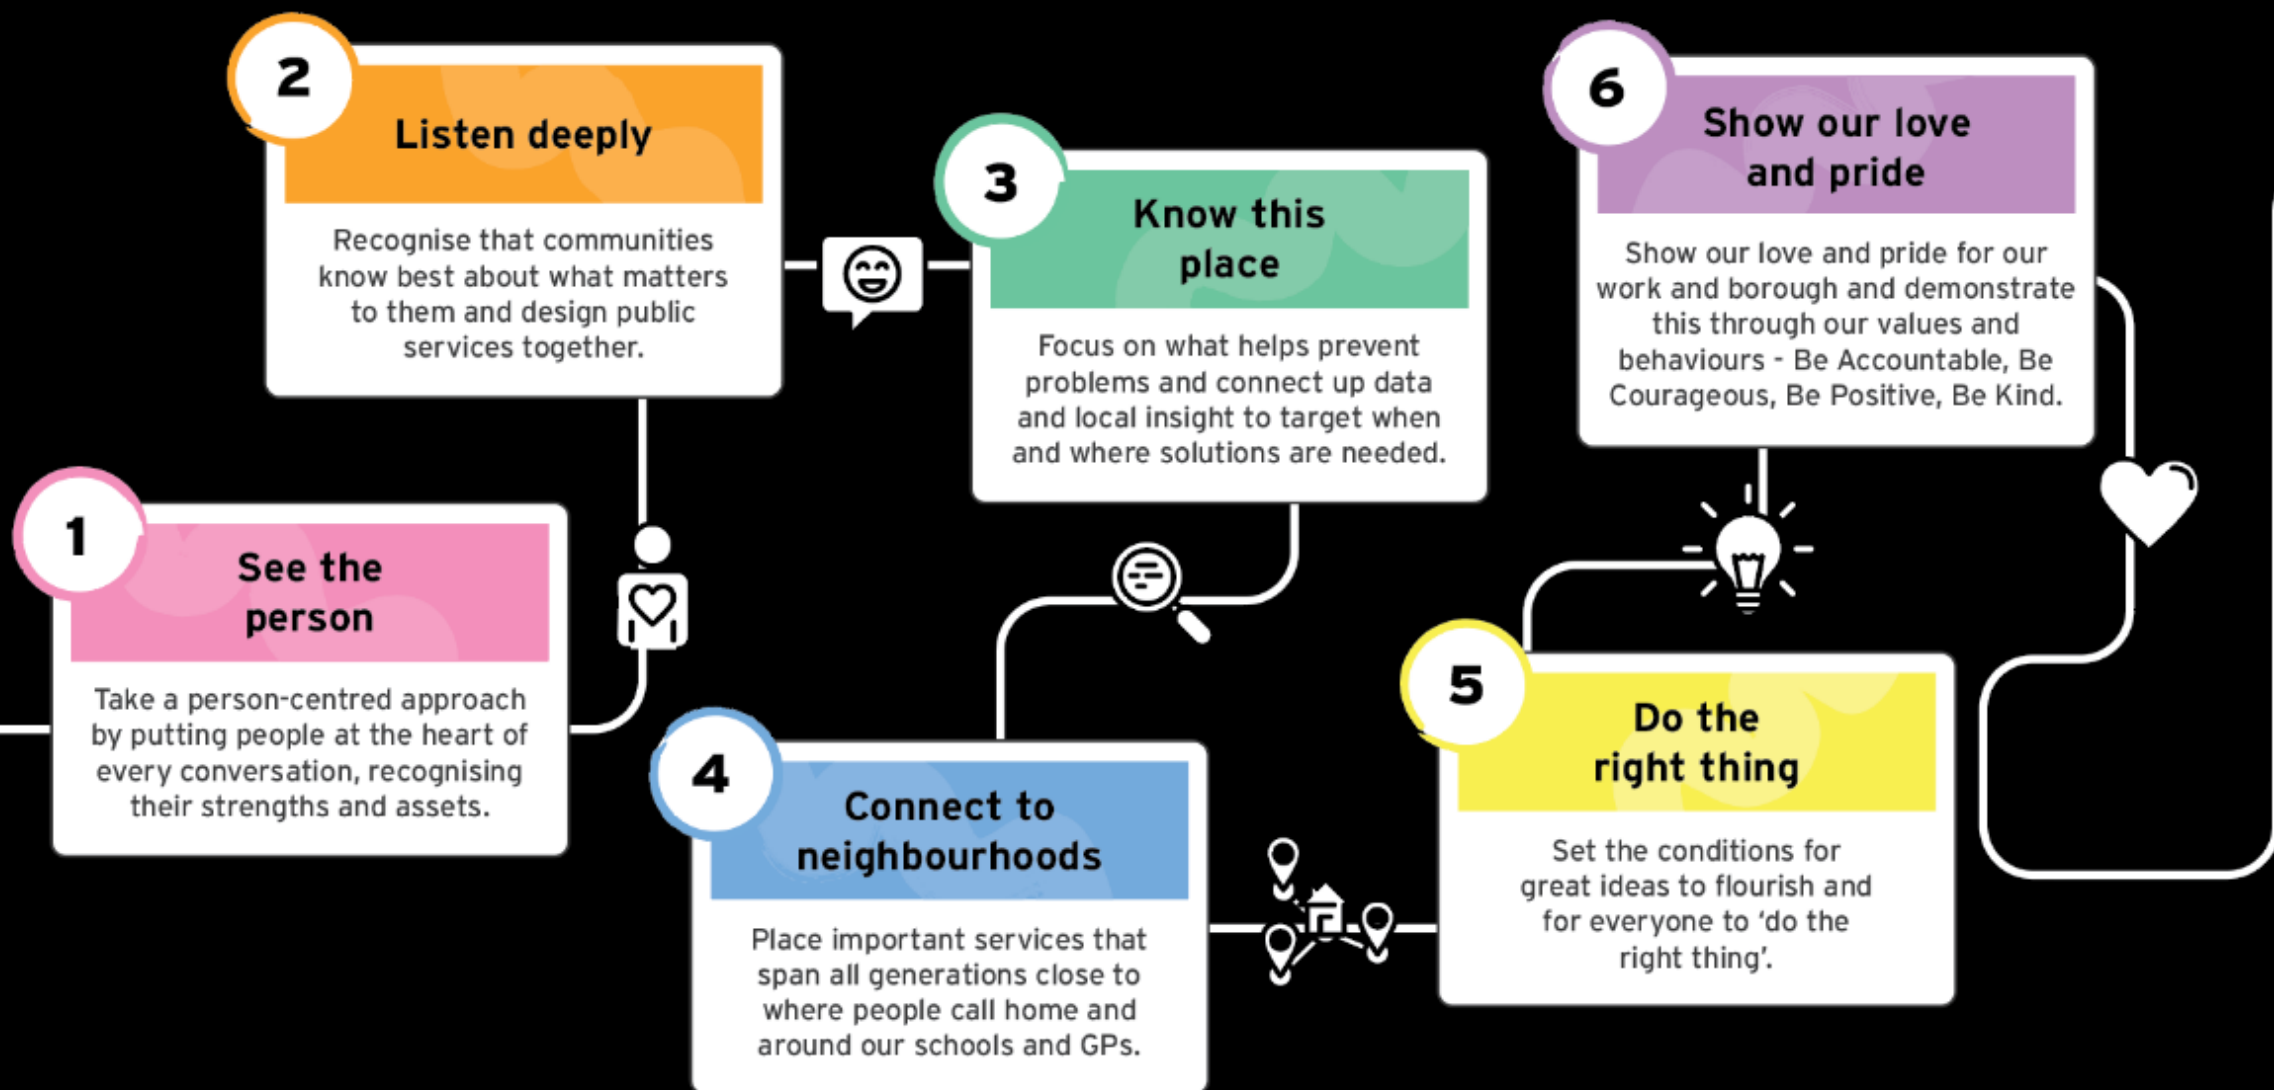 1
See the
person
Take a person-centred approach
by putting people at the heart of
every conversation, recognising
their strengths and assets.
2
Listen deeply
Recognise that communities
know best about what matters
to them and design public
services together.
3
Know this
place
Focus on what helps prevent
problems and connect up data
and local insight to target when
and where solutions are needed.
4
Connect to
neighbourhoods
Place important services that
span all generations close to
where people call home and
around our schools and GPs.
5
Do the
right thing
Set the conditions for
great ideas to flourish and
for everyone to ‘do the
right thing’.
6
Show our love
and pride
Show our love and pride for our
work and borough and demonstrate
this through our values and
behaviours - Be Accountable, Be
Courageous, Be Positive, Be Kind.